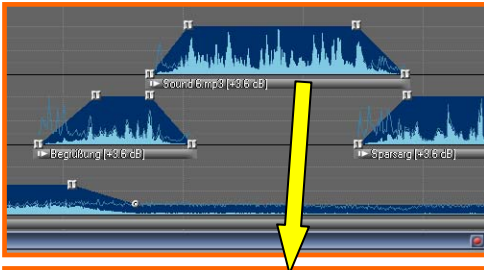 Sound 6.mp3 [+3.6 dB]
Begrüßung [+3.6 dB]
Sparsarg [+3.6 dB]